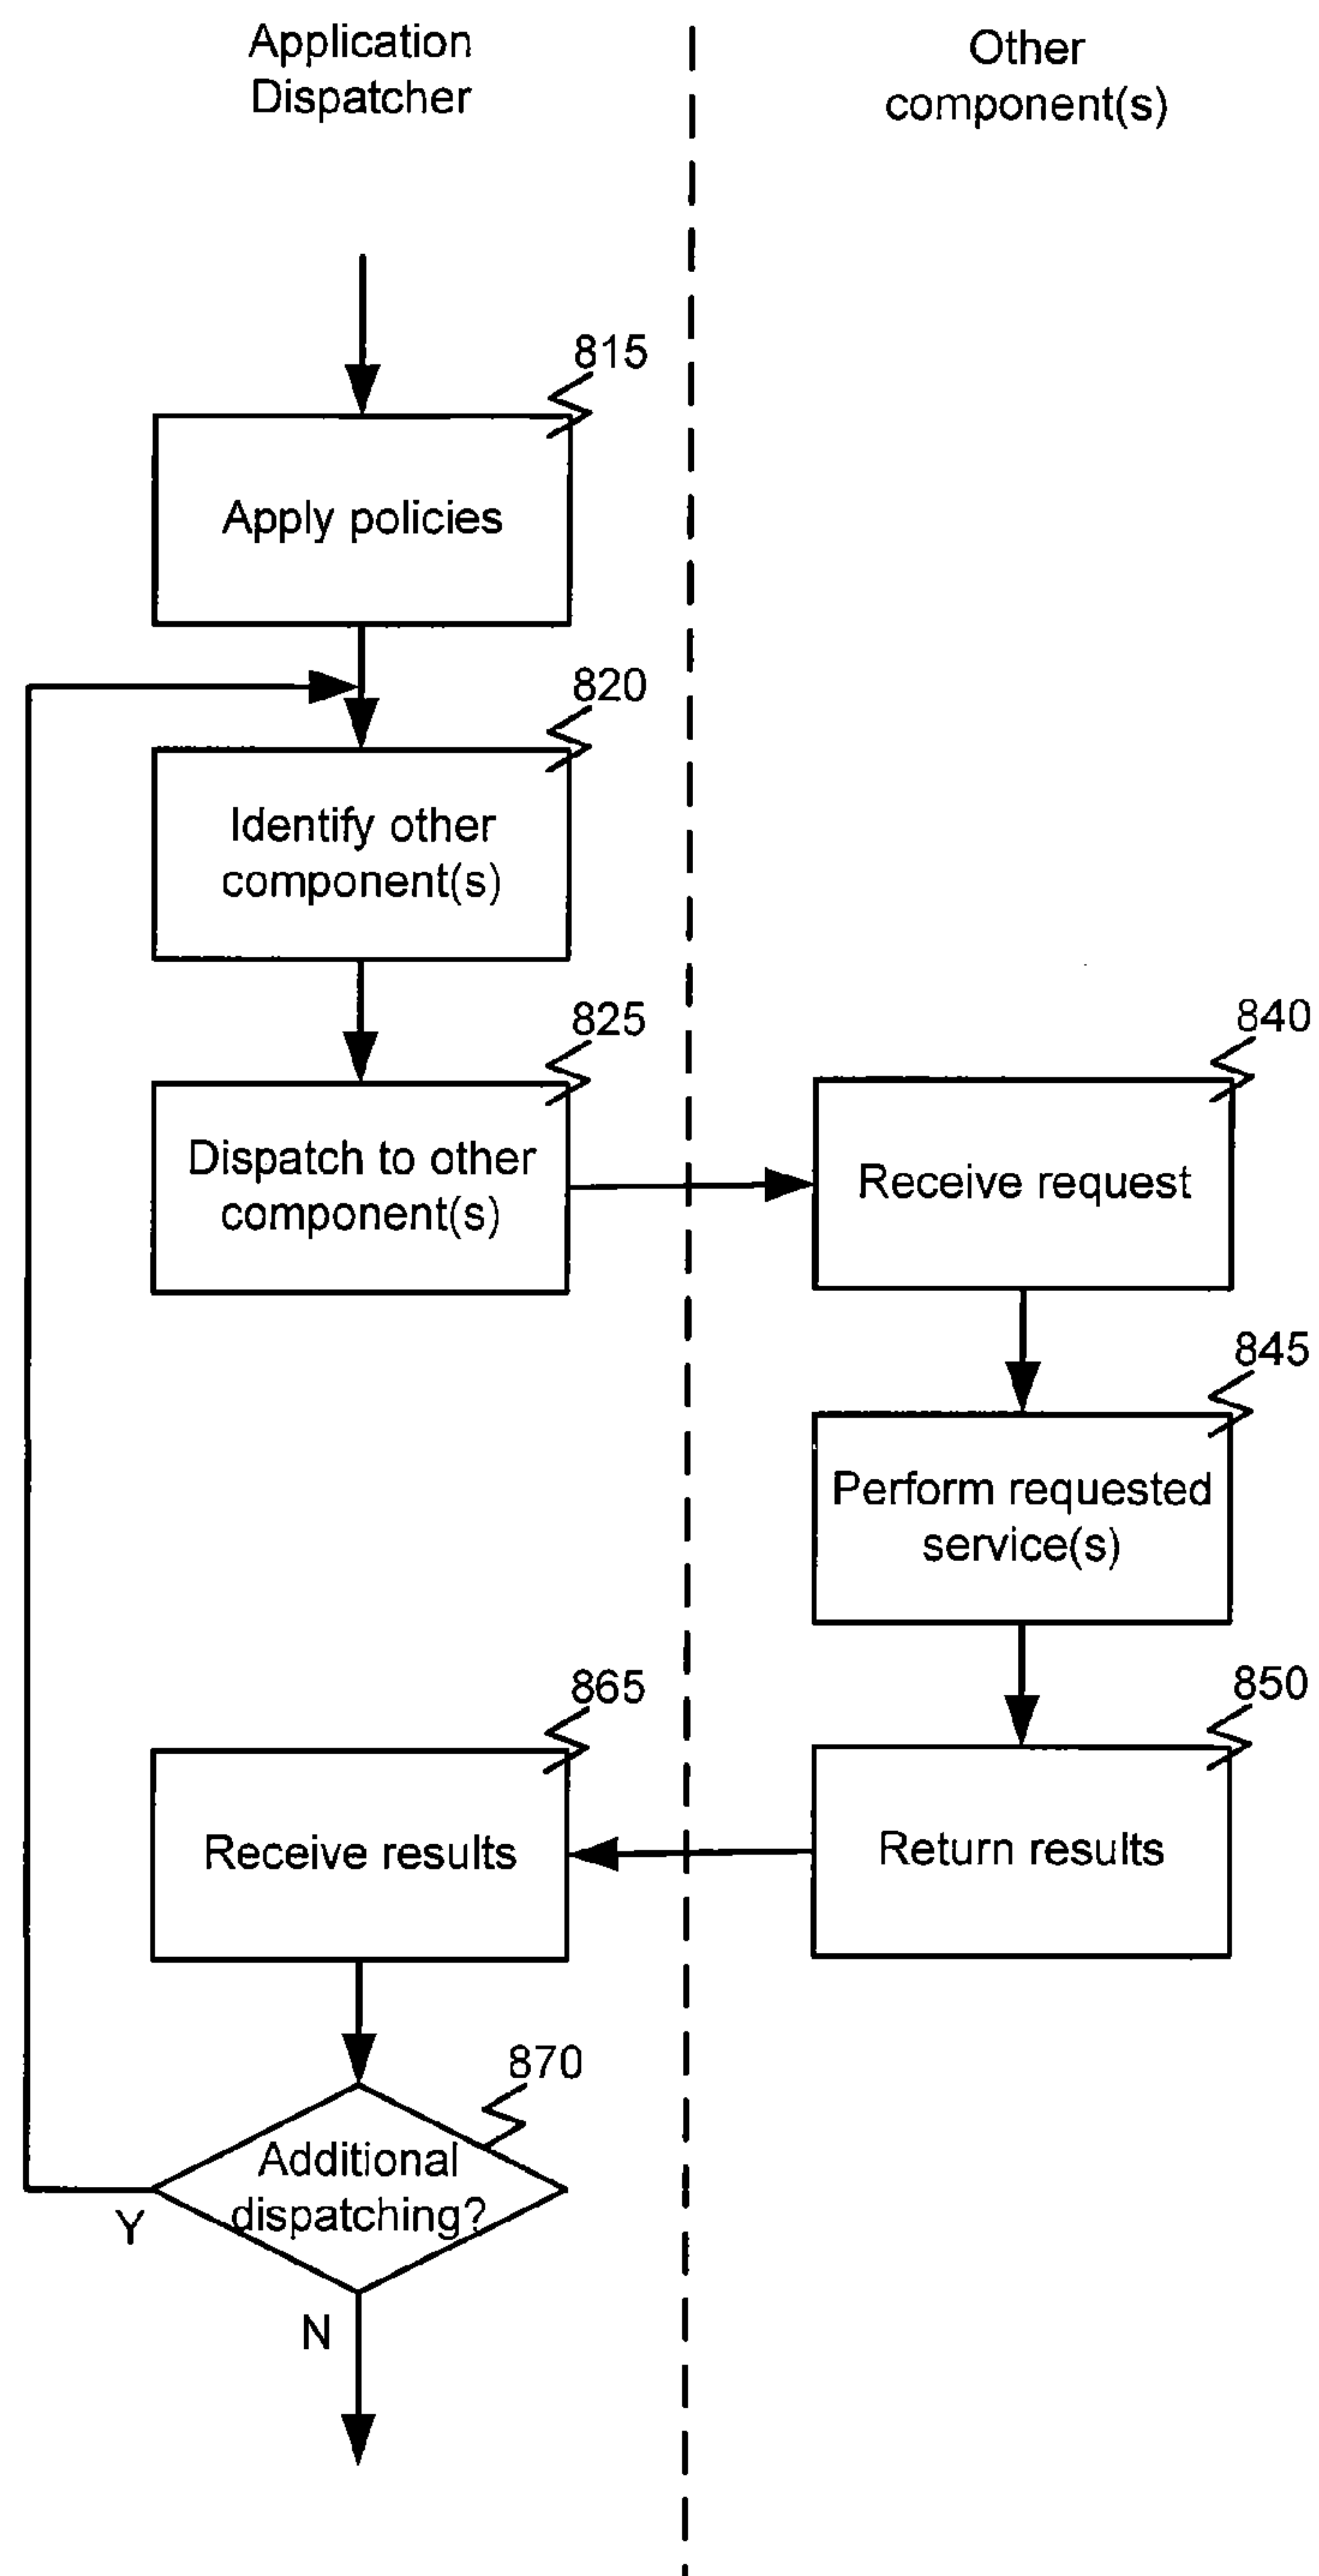 Application
Dispatcher
Other
component(s)
815
Apply policies
820
Identify other
component(s)
825
Dispatch to other
component(s)
840
Receive request
845
Perform requested
service(s)
850
Return results
865
Receive results
870
Additional
dispatching?
Y
N